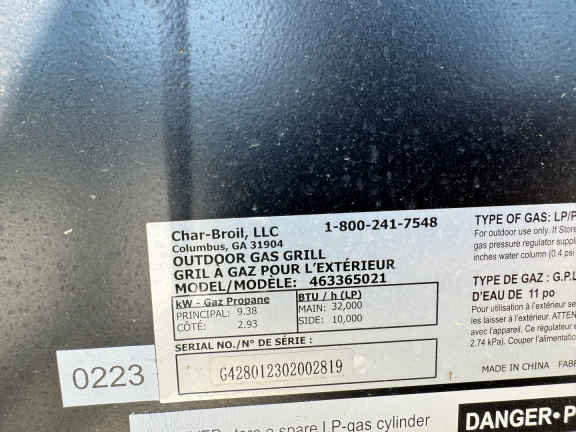 Char-Broil, LLC 1-800-241-7548
Columbus, GA 31904
OUTDOOR GAS GRILL
GRIL À GAZ POUR L'EXTÉRIEUR
MODEL/MODÈLE: 463365021
kW - Gaz Propane
PRINCIPAL: 9.38
CÔTÉ: 2.93
BTU / h (LP)
MAIN: 32,000
SIDE: 10,000
SERIAL NO./N° DE SÉRIE :
G428012302002819
TYPE OF GAS: LP/P
For outdoor use only. If Store
gas pressure regulator suppli
inches water column (0.4 psi
TYPE DE GAZ : G.P.L
D'EAU DE 11 po
Pour utilisation à l'extérieur se
les laisser à l'extérieur. ATTEN
avec l'appareil. Ce régulateur
2.74 kPa). Couper l'alimentatio
MADE IN CHINA FABR
0223
store a spare LP-gas cylinder
DANGER• P